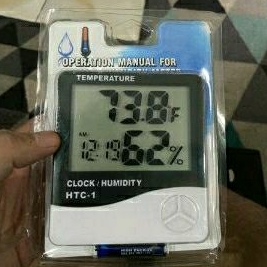 OPERATION MANUAL FOR
TEMPERATURE
73.8°F
AM
12:19 62%
CLOCK/HUMIDITY
HTC-1